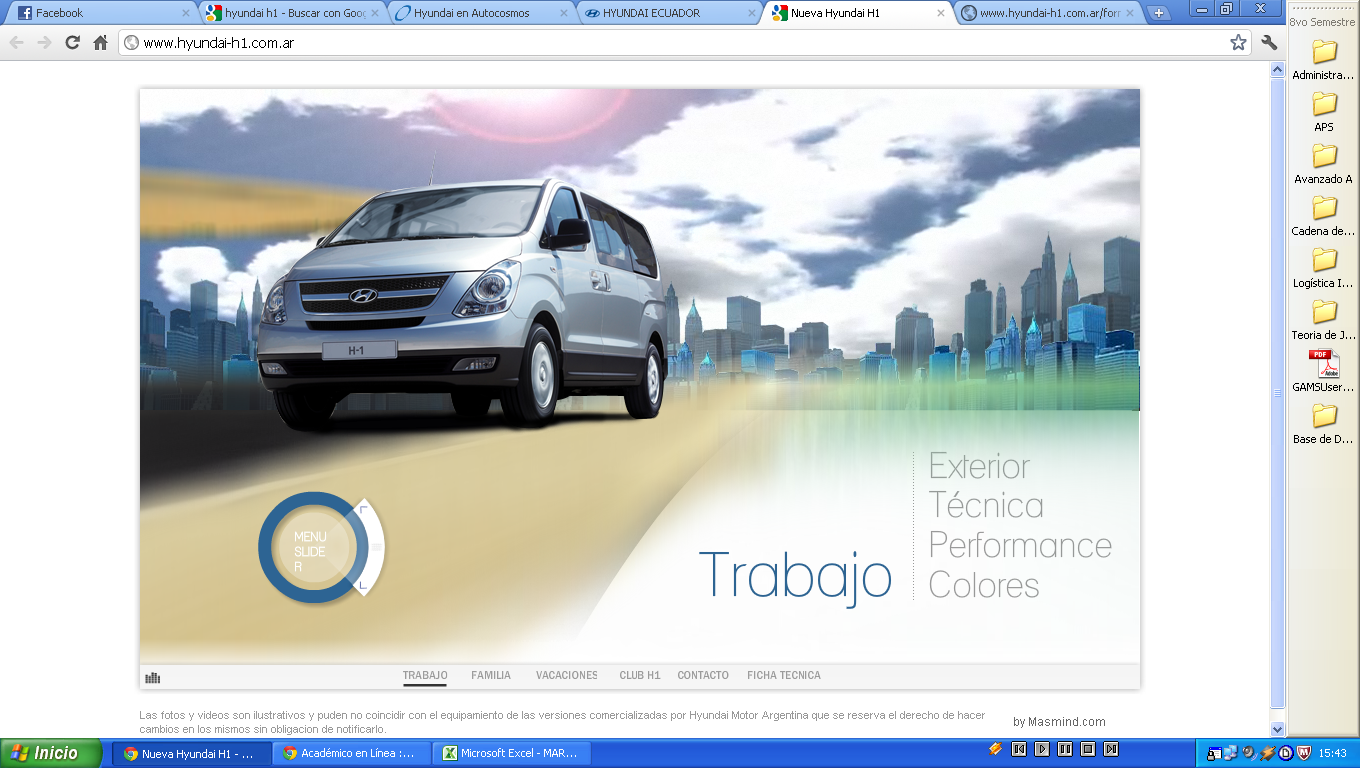 Facebook
hyundai h1 - Buscar con Goog
Hyundai en Autocosmos
HYUNDAI ECUADOR
Nueva Hyundai H1
www.hyundai-h1.com.ar/for
www.hyundai-h1.com.ar
8vo Semestre
Administra...
APS
Avanzado A
Cadena de...
Logística I...
Teoria de J...
PDF
Adobe
GAMSUser...
Base de D...
H-1
MENU
SLIDE
R
Trabajo
Exterior
Técnica
Performance
Colores
TRABAJO FAMILIA VACACIONES CLUB H1 CONTACTO FICHA TECNICA
Las fotos y videos son ilustrativos y puden no coincidir con el equipamiento de las versiones comercializadas por Hyundai Motor Argentina que se reserva el derecho de hacer
cambios en los mismos sin obligacion de notificarlo.
by Masmind.com
Inicio
Nueva Hyundai H1 - ...
Académico en Línea :...
Microsoft Excel - MAR...
15:43